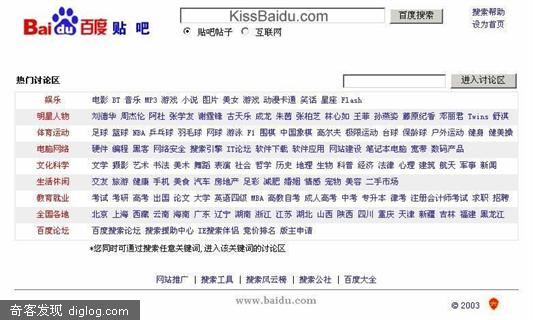 Bai 百度 贴 吧
KissBaidu.com 百度搜索 搜索帮助
贴吧帖子 互联网 设为首页
热门讨论区 进入讨论区
娱乐 电影 BT 音乐 MP3 游戏 小说 图片 美女 游戏 动漫卡通 笑话 星座 Flash
明星人物 刘德华 周杰伦 阿杜 张学友 谢霆锋 古天乐 成龙 朱茵 张柏芝 林心如 王菲 孙燕姿 藤原纪香 邓丽君 Twins 舒淇
体育运动 足球 篮球 NBA 乒乓球 羽毛球 网球 游泳 F1 围棋 中国象棋 高尔夫 极限运动 台球 保龄球 户外运动 健身 健美操
电脑网络 硬件 编程 黑客 网络安全 搜索引擎 IT论坛 软件下载 软件应用 网站建设 笔记本电脑 宽带 数码产品
文化科学 文学 摄影 艺术 书法 美术 舞蹈 表演 社会 哲学 历史 地理 生物 科普 经济 法律 心理 建筑 航天 军事 新闻
生活休闲 交友 旅游 健康 手机 美食 汽车 房地产 足彩 减肥 婚姻 情感 宠物 美容 二手市场
教育就业 考试 考研 高考 出国 论文 大学 英语四级 MBA 高教自考 成人高考 中考 专升本 律考 注册会计师考试 求职 招聘
全国各地 北京 上海 西藏 云南 海南 广东 辽宁 湖南 浙江 江苏 湖北 山西 陕西 四川 重庆 天津 新疆 吉林 福建 黑龙江
百度论坛 百度搜索论坛 搜索援助中心 IE搜索伴侣 竞价排名 版主申请
*您同时可通过搜索任意关键词,进入该关键词的讨论区
网站推广 | 搜索工具 | 搜索风云榜 | 搜索公社 | 百度大全
www.baidu.com
© 2003
奇客发现 diglog.com